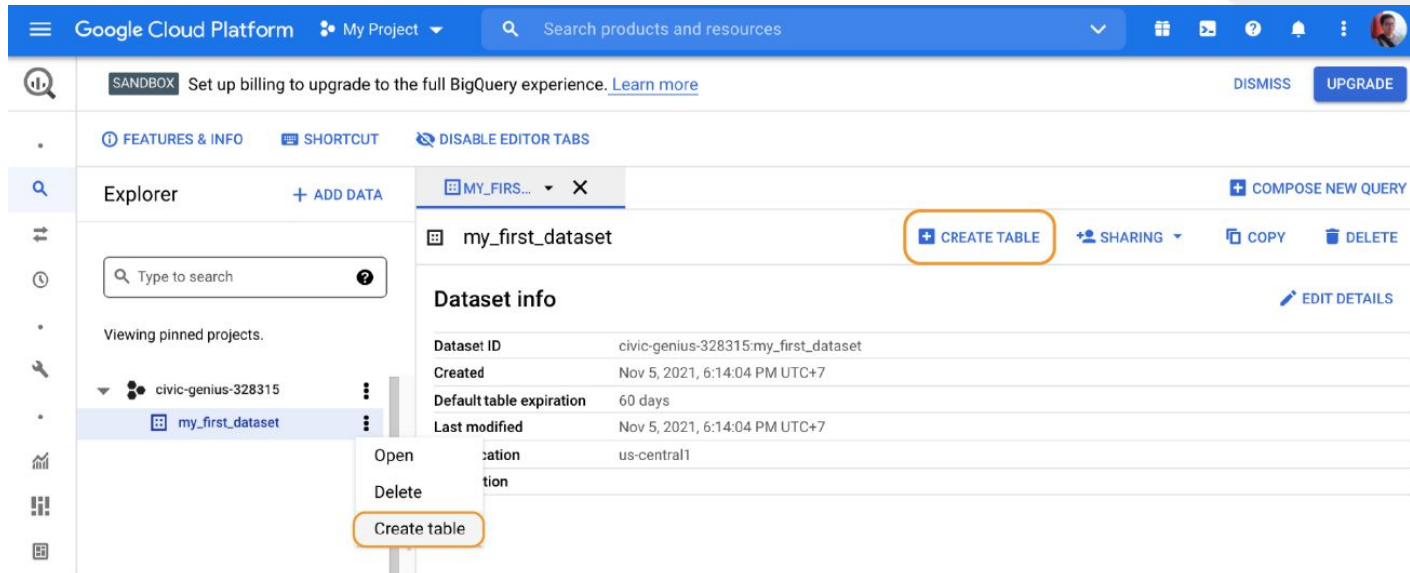 Google Cloud Platform My Project Search products and resources
SANDBOX Set up billing to upgrade to the full BigQuery experience. Learn more DISMISS UPGRADE
FEATURES & INFO SHORTCUT DISABLE EDITOR TABS
Explorer + ADD DATA MY_FIRS... COMPOSE NEW QUERY
my_first_dataset CREATE TABLE SHARING COPY DELETE
Type to search
Dataset info EDIT DETAILS
Viewing pinned projects.
Dataset ID civic-genius-328315:my_first_dataset
Created Nov 5, 2021, 6:14:04 PM UTC+7
civic-genius-328315
Default table expiration 60 days
my_first_dataset
Last modified Nov 5, 2021, 6:14:04 PM UTC+7
Open
cation us-central1
Delete
tion
Create table